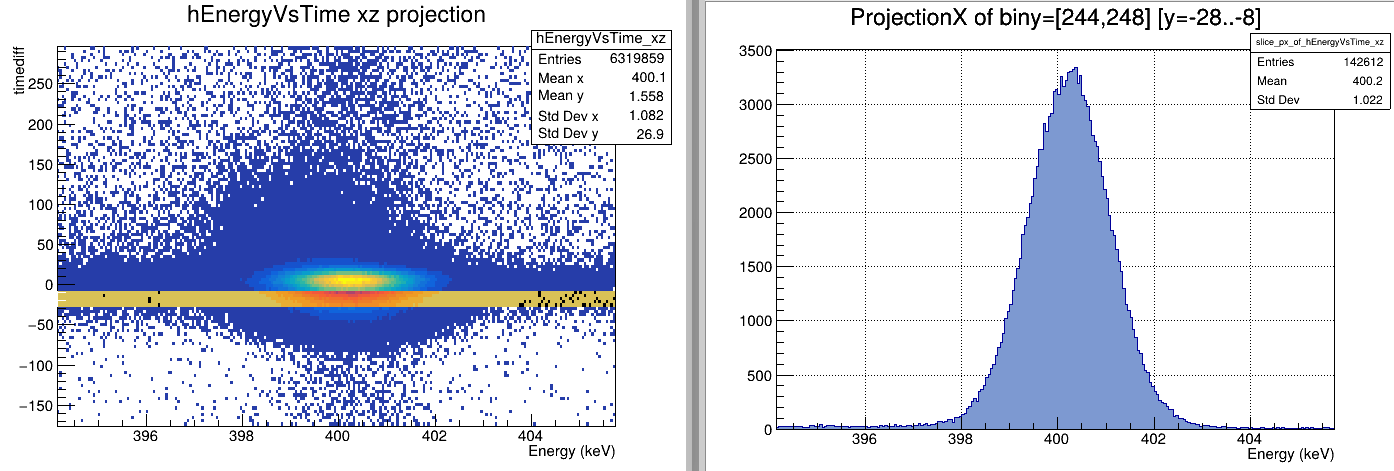 hEnergyVsTime xz projection
hEnergyVsTime_xz
Entries 6319859
Mean x 400.1
Mean y 1.558
Std Dev x 1.082
Std Dev y 26.9
timediff
250
200
150
100
50
0
−50
−100
−150
396 398 400 402 404
Energy (keV)
ProjectionX of biny=[244,248] [y=-28..-8]
slice_px_of_hEnergyVsTime_xz
Entries 142612
Mean 400.2
Std Dev 1.022
3500
3000
2500
2000
1500
1000
500
0
396 398 400 402 404
Energy (keV)